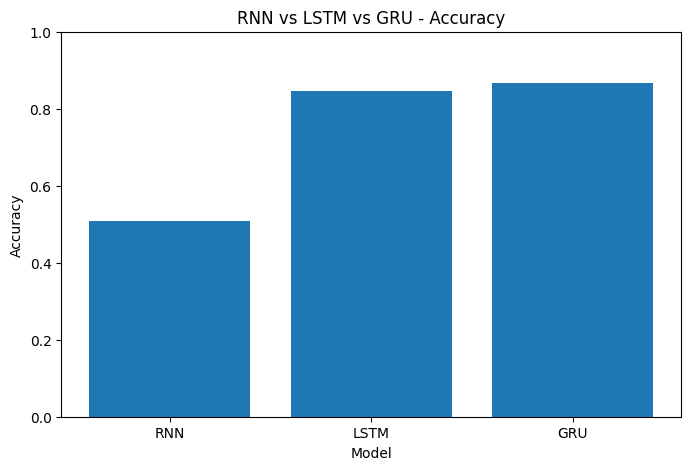 RNN vs LSTM vs GRU - Accuracy
1.0
0.8
0.6
0.4
0.2
0.0
Accuracy
RNN
LSTM
GRU
Model